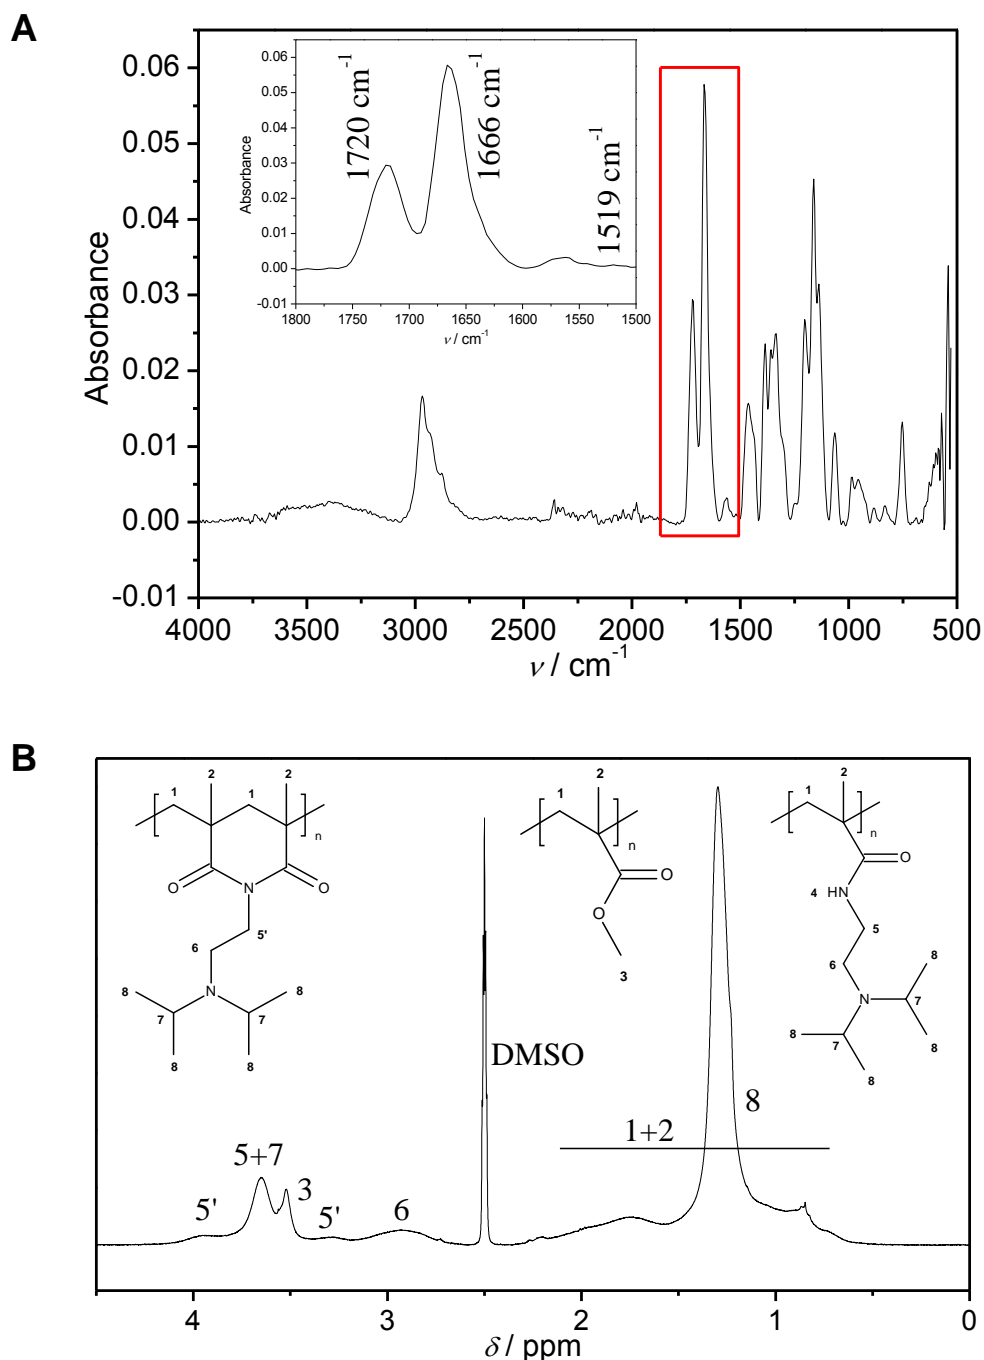 A
Absorbance
0.06
0.05
0.04
0.03
0.02
0.01
0.00
-0.01
4000 3500 3000 2500 2000 1500 1000 500
ν / cm⁻¹
Absorbance
0.06
0.05
0.04
0.03
0.02
0.01
0.00
-0.01
1800 1750 1700 1650 1600 1550 1500
ν / cm⁻¹
1720 cm⁻¹
1666 cm⁻¹
1519 cm⁻¹
B
1 2 1 2
n
O N O
6 5'
8 N 8
7 7
8 8
1 2
n
O
O
3
1 2
n
O
4 HN
5
6 8
N 7
8 7 8
8
DMSO
8
1+2
5+7
3
5' 5' 6
4 3 2 1 0
δ / ppm